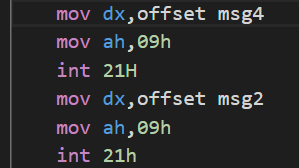 mov dx,offset msg4
mov ah,09h
int 21H
mov dx,offset msg2
mov ah,09h
int 21h